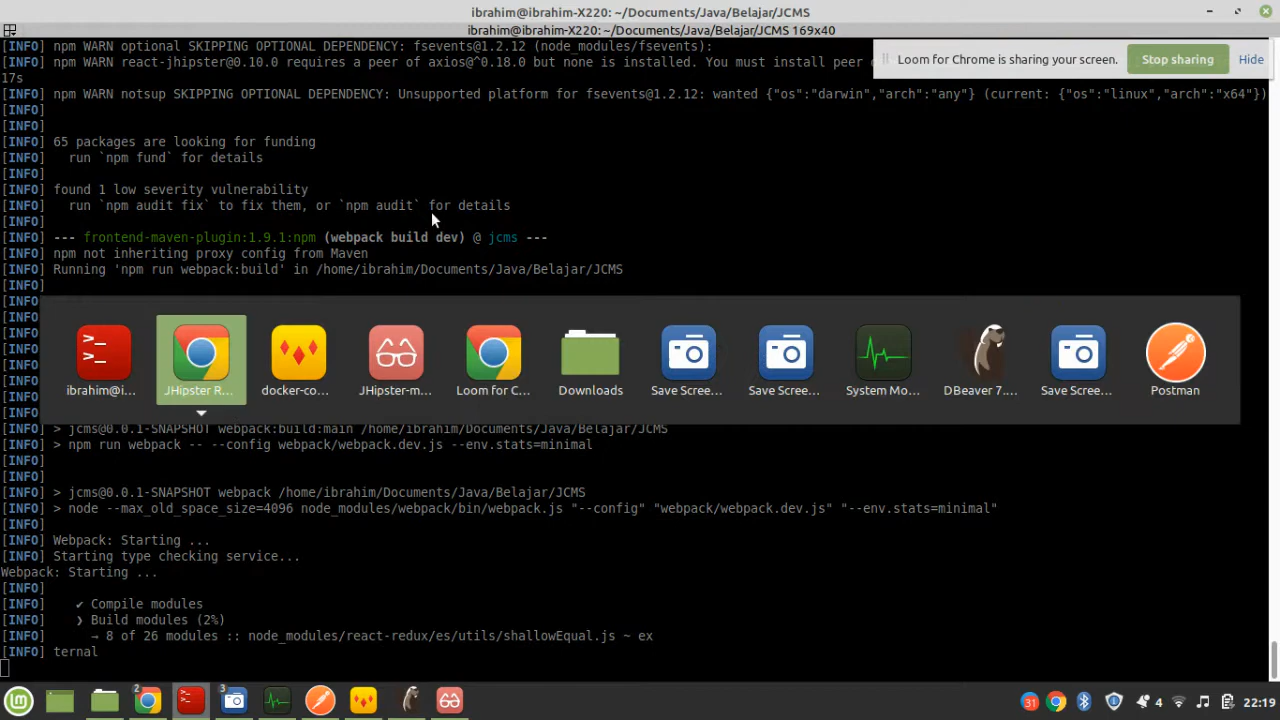 ibrahim@ibrahim-X220: ~/Documents/Java/Belajar/JCMS
ibrahim@ibrahim-X220: ~/Documents/Java/Belajar/JCMS 169x40
[INFO] npm WARN optional SKIPPING OPTIONAL DEPENDENCY: fsevents@1.2.12 (node_modules/fsevents):
[INFO] npm WARN react-jhipster@0.10.0 requires a peer of axios@^0.18.0 but none is installed. You must install peer
Loom for Chrome is sharing your screen.
Stop sharing
Hide
17s
[INFO] npm WARN notsup SKIPPING OPTIONAL DEPENDENCY: Unsupported platform for fsevents@1.2.12: wanted {"os":"darwin","arch":"any"} (current: {"os":"linux","arch":"x64"})
[INFO]
[INFO]
[INFO] 65 packages are looking for funding
[INFO] run `npm fund` for details
[INFO]
[INFO] found 1 low severity vulnerability
[INFO] run `npm audit fix` to fix them, or `npm audit` for details
[INFO]
[INFO] --- frontend-maven-plugin:1.9.1:npm (webpack build dev) @ jcms ---
[INFO] npm not inheriting proxy config from Maven
[INFO] Running 'npm run webpack:build' in /home/ibrahim/Documents/Java/Belajar/JCMS
[INFO]
[INFO]
[INFO]
[INFO]
[INFO]
[INFO]
[INFO]
[INFO]
[INFO]
ibrahim@i...
JHipster R...
docker-co...
JHipster-m...
Loom for C...
Downloads
Save Scree...
Save Scree...
System Mo...
DBeaver 7....
Save Scree...
Postman
[INFO] > jcms@0.0.1-SNAPSHOT webpack:build:main /home/ibrahim/Documents/Java/Belajar/JCMS
[INFO] > npm run webpack -- --config webpack/webpack.dev.js --env.stats=minimal
[INFO]
[INFO]
[INFO] > jcms@0.0.1-SNAPSHOT webpack /home/ibrahim/Documents/Java/Belajar/JCMS
[INFO] > node --max_old_space_size=4096 node_modules/webpack/bin/webpack.js "--config" "webpack/webpack.dev.js" "--env.stats=minimal"
[INFO]
[INFO] Webpack: Starting ...
[INFO] Starting type checking service...
Webpack: Starting ...
[INFO]
[INFO] ✔ Compile modules
[INFO] ❯ Build modules (2%)
[INFO] → 8 of 26 modules :: node_modules/react-redux/es/utils/shallowEqual.js ~ ex
[INFO] ternal
2
3
31
4
22:19